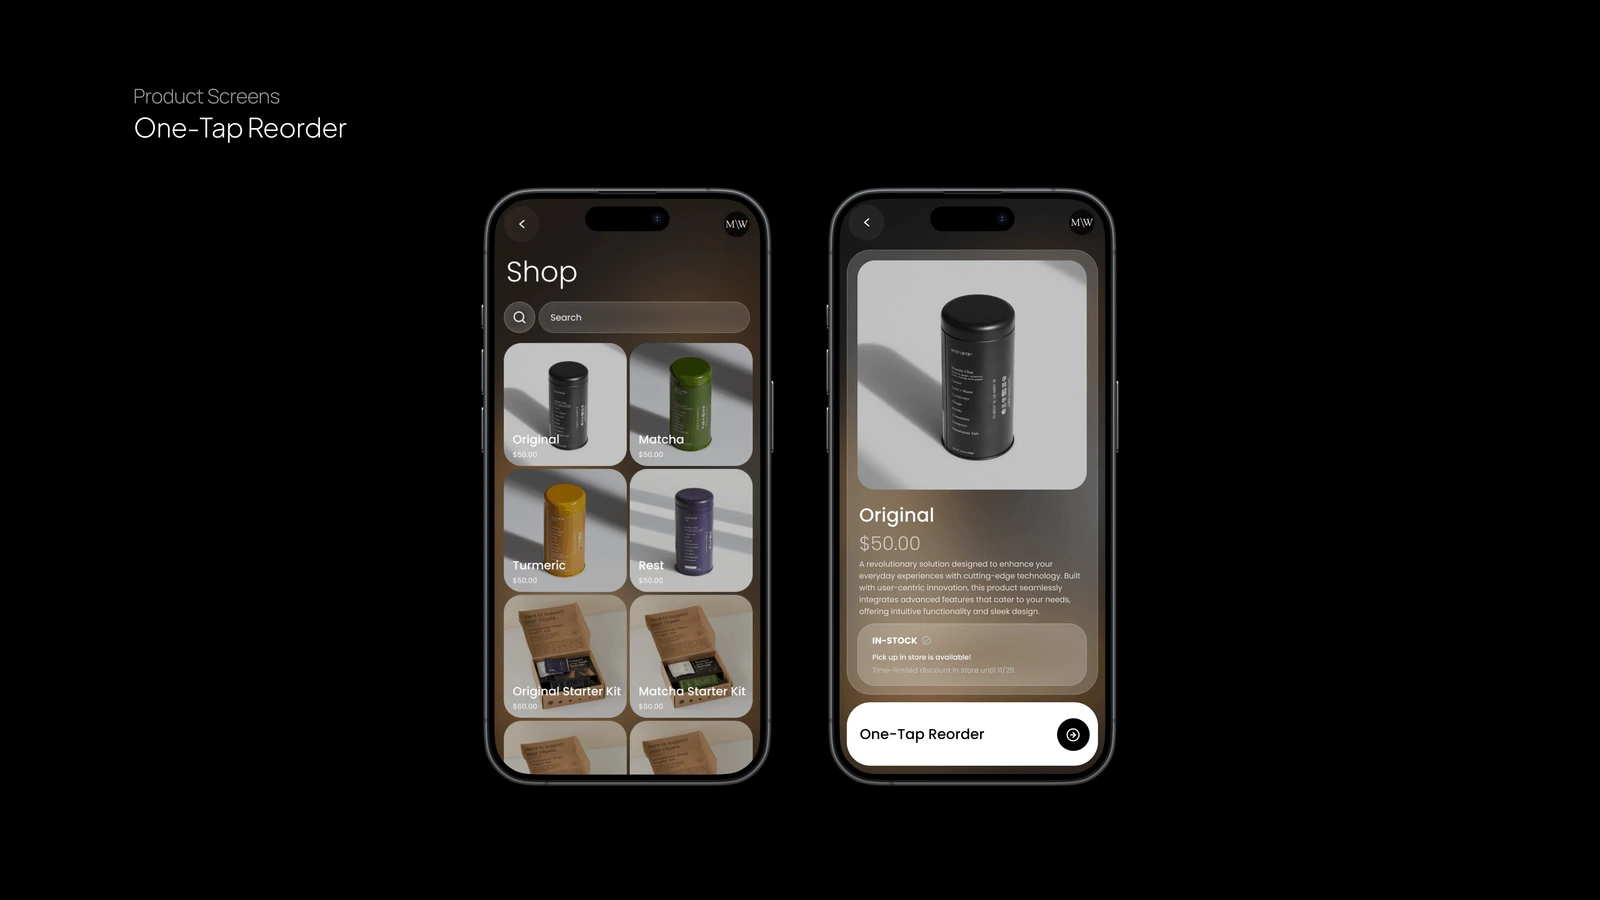 Product Screens
One-Tap Reorder
M\W
Shop
Search
Original
$50.00
Matcha
$50.00
Turmeric
$50.00
Rest
$50.00
Original Starter Kit
$60.00
Matcha Starter Kit
$60.00
M\W
Original
$50.00
A revolutionary solution designed to enhance your
everyday experiences with cutting-edge technology. Built
with user-centric innovation, this product seamlessly
integrates advanced features that cater to your needs,
offering intuitive functionality and sleek design.
IN-STOCK
Pick up in store is available!
Time-limited discount in store until 11/25.
One-Tap Reorder